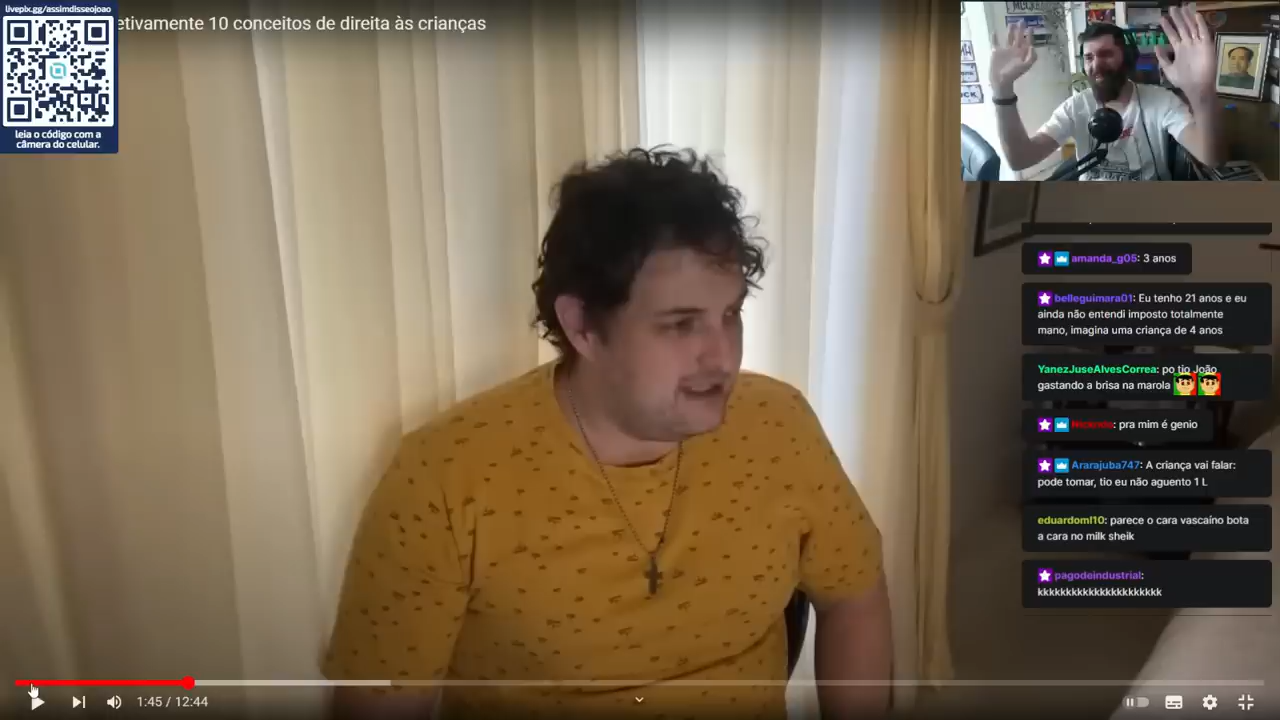 livepix.gg/assimdisseojoao
etivamente 10 conceitos de direita às crianças
leia o código com a
câmera do celular.
amanda_g05: 3 anos
belleguimara01: Eu tenho 21 anos e eu
ainda não entendi imposto totalmente
mano, imagina uma criança de 4 anos
YanezJuseAlvesCorrea: po tio João
gastando a brisa na marola
: pra mim é genio
Ararajuba747: A criança vai falar:
pode tomar, tio eu não aguento 1 L
eduardoml10: parece o cara vascaíno bota
a cara no milk sheik
pagodeindustrial:
kkkkkkkkkkkkkkkkkkkkkk
1:45 / 12:44